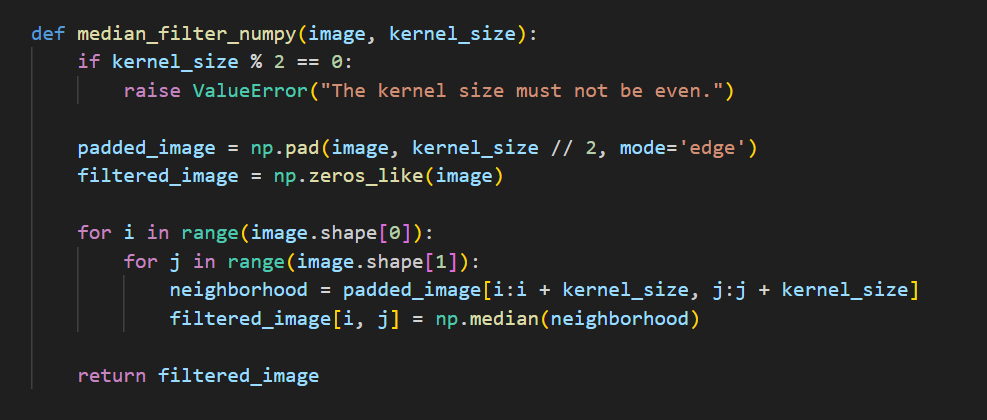 def median_filter_numpy(image, kernel_size):
    if kernel_size % 2 == 0:
        raise ValueError("The kernel size must not be even.")

    padded_image = np.pad(image, kernel_size // 2, mode='edge')
    filtered_image = np.zeros_like(image)

    for i in range(image.shape[0]):
        for j in range(image.shape[1]):
            neighborhood = padded_image[i:i + kernel_size, j:j + kernel_size]
            filtered_image[i, j] = np.median(neighborhood)

    return filtered_image